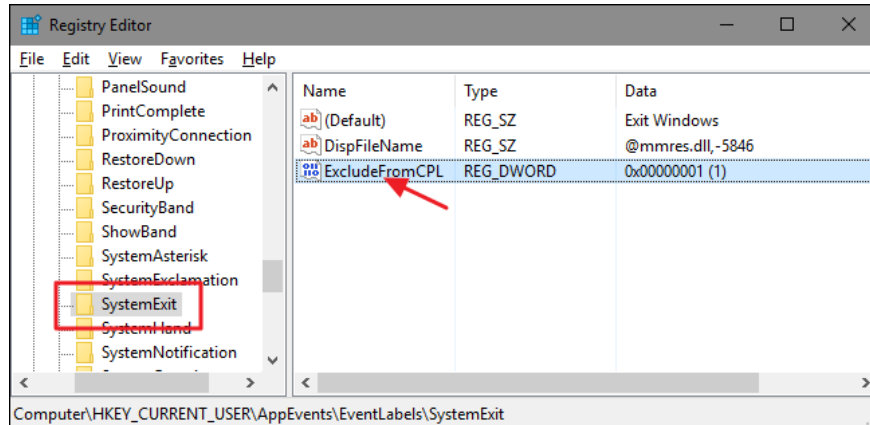 Registry Editor
File Edit View Favorites Help
PanelSound
PrintComplete
ProximityConnection
RestoreDown
RestoreUp
SecurityBand
ShowBand
SystemAsterisk
SystemExclamation
SystemExit
SystemHand
SystemNotification
Name Type Data
(Default) REG_SZ Exit Windows
DispFileName REG_SZ @mmres.dll,-5846
ExcludeFromCPL REG_DWORD 0x00000001 (1)
Computer\HKEY_CURRENT_USER\AppEvents\EventLabels\SystemExit